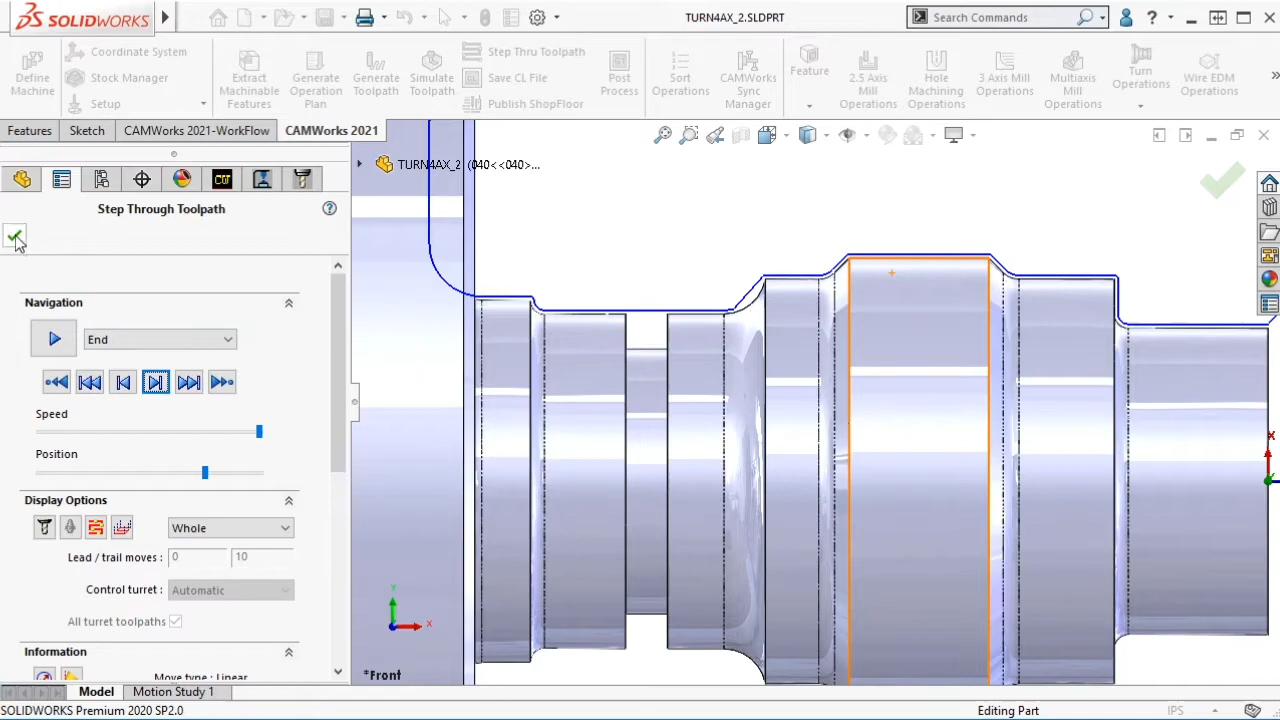 SOLIDWORKS
TURN4AX_2.SLDPRT
Search Commands
?
Define Machine
Coordinate System
Stock Manager
Setup
Extract Machinable Features
Generate Operation Plan
Generate Toolpath
Simulate Toolpath
Step Thru Toolpath
Save CL File
Publish ShopFloor
Post Process
Sort Operations
CAMWorks Sync Manager
Feature
2.5 Axis Mill Operations
Hole Machining Operations
3 Axis Mill Operations
Multiaxis Mill Operations
Turn Operations
Wire EDM Operations
Features
Sketch
CAMWorks 2021-WorkFlow
CAMWorks 2021
TURN4AX_2 (040<<040>...
Step Through Toolpath
?
Navigation
End
Speed
Position
Display Options
Whole
Lead / trail moves :
0
10
Control turret :
Automatic
All turret toolpaths
Information
Move type : Linear
Y
X
X
*Front
Model
Motion Study 1
SOLIDWORKS Premium 2020 SP2.0
Editing Part
IPS